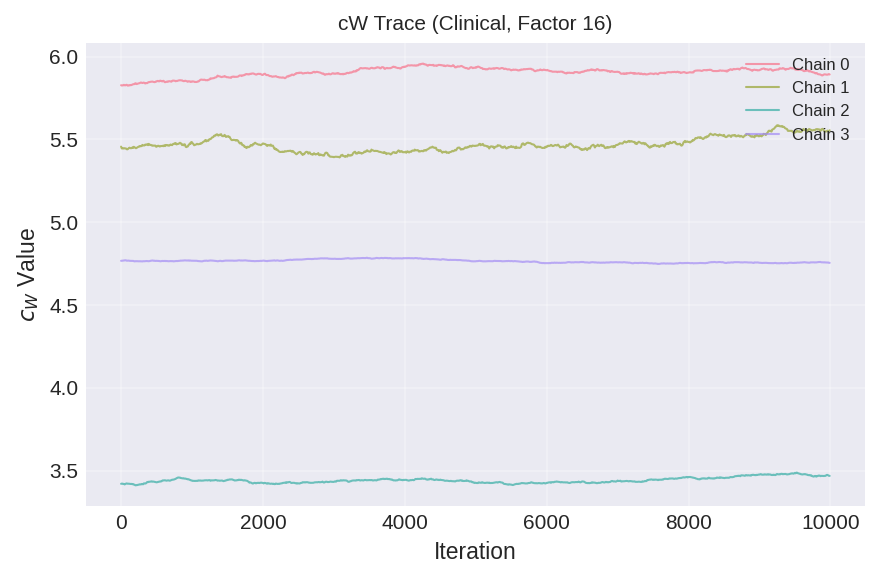 cW Trace (Clinical, Factor 16)
6.0
5.5
5.0
4.5
4.0
3.5
cW Value
Chain 0
Chain 1
Chain 2
Chain 3
0 2000 4000 6000 8000 10000
Iteration